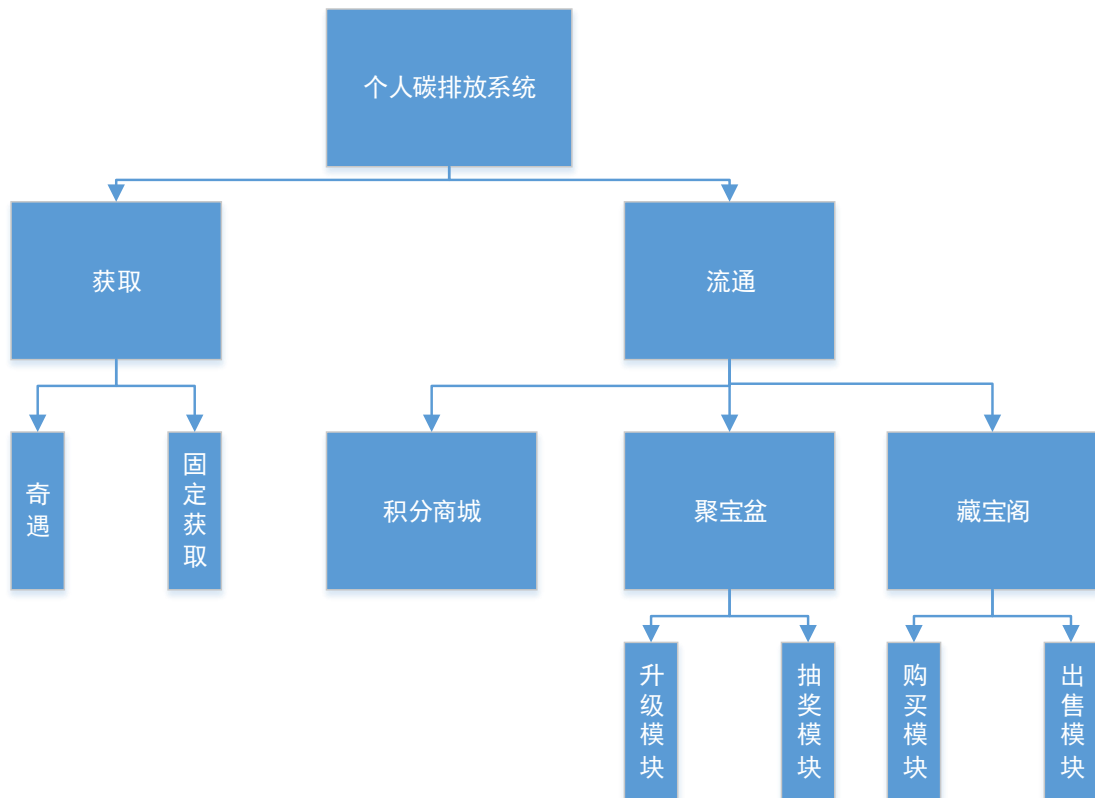 个人碳排放系统
获取
流通
奇遇
固定获取
积分商城
聚宝盆
藏宝阁
升级模块
抽奖模块
购买模块
出售模块